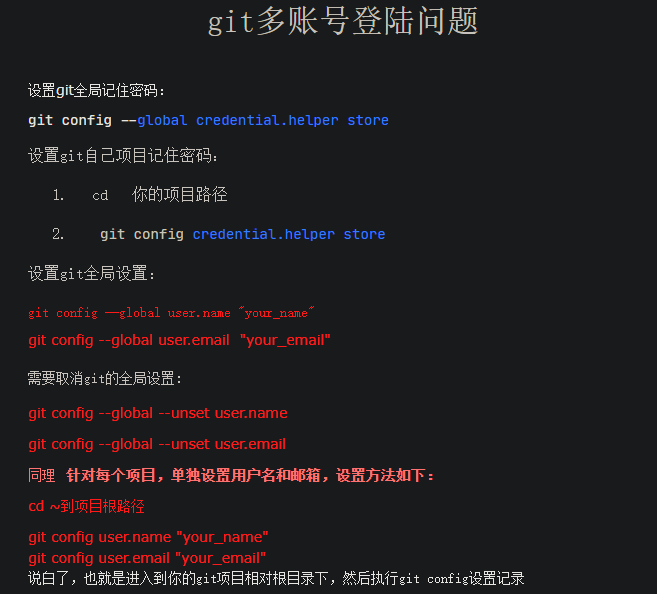 git多账号登陆问题
设置git全局记住密码：
git config --global credential.helper store
设置git自己项目记住密码：
1. cd 你的项目路径
2. git config credential.helper store
设置git全局设置：
git config --global user.name "your_name"
git config --global user.email "your_email"
需要取消git的全局设置：
git config --global --unset user.name
git config --global --unset user.email
同理 针对每个项目，单独设置用户名和邮箱，设置方法如下：
cd ~到项目根路径
git config user.name "your_name"
git config user.email "your_email"
说白了，也就是进入到你的git项目相对根目录下，然后执行git config设置记录